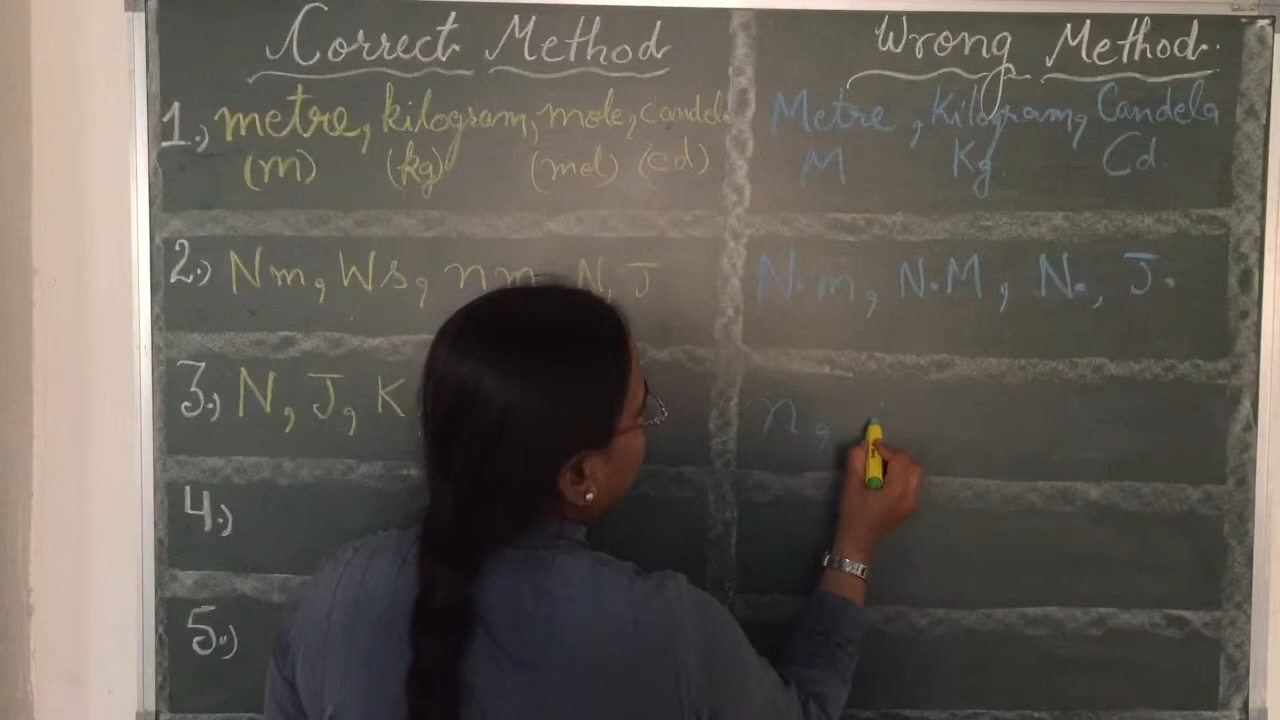 Correct Method
Wrong Method.
1.) metre, kilogram, mole, candela
(m) (kg) (mol) (cd)
Metre, Kilogram, Candela
M Kg Cd.
2.) Nm, Ws, nm, N, J
N.m, N.M, N., J.
3.) N, J, K
n,
4.)
5.)